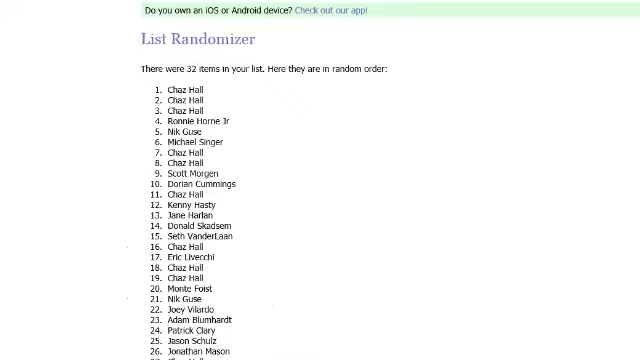 Do you own an iOS or Android device? Check out our app!
List Randomizer
There were 32 items in your list. Here they are in random order:
1. Chaz Hall
2. Chaz Hall
3. Chaz Hall
4. Ronnie Horne Jr
5. Nik Guse
6. Michael Singer
7. Chaz Hall
8. Chaz Hall
9. Scott Morgen
10. Dorian Cummings
11. Chaz Hall
12. Kenny Hasty
13. Jane Harlan
14. Donald Skadsem
15. Seth VanderLaan
16. Chaz Hall
17. Eric Livecchi
18. Chaz Hall
19. Chaz Hall
20. Monte Foist
21. Nik Guse
22. Joey Vilardo
23. Adam Blumhardt
24. Patrick Clary
25. Jason Schulz
26. Jonathan Mason